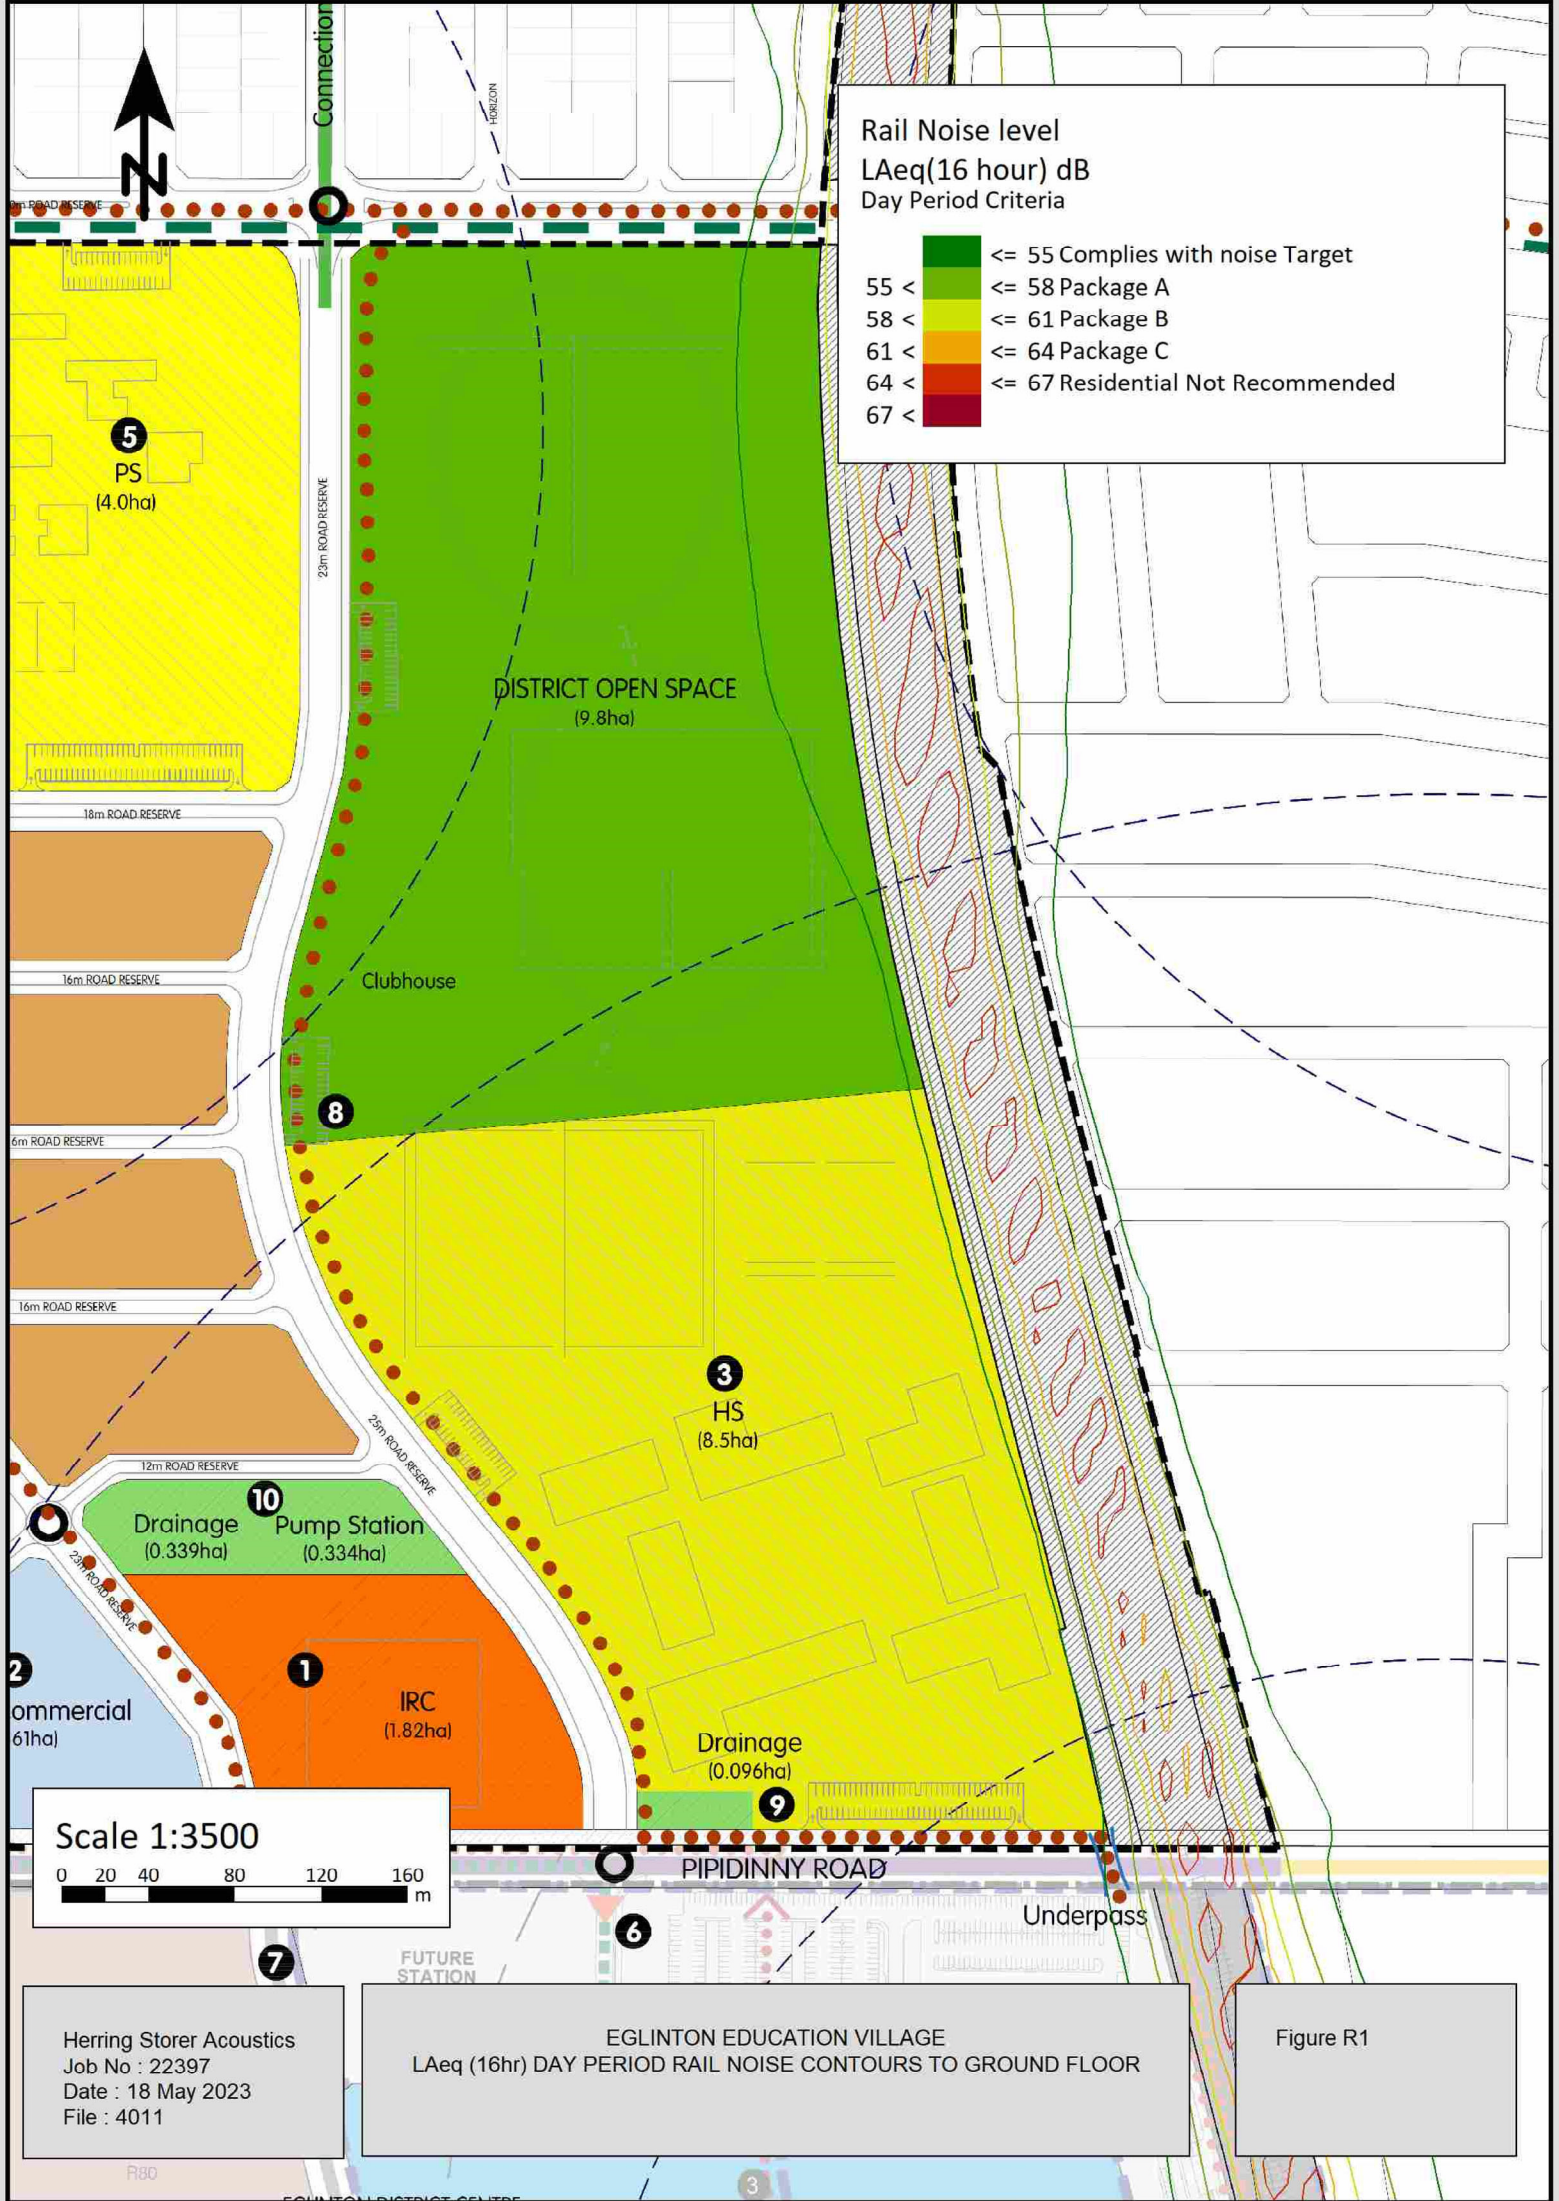 Connection
HORIZON
N
ROAD RESERVE
Rail Noise level
LAeq(16 hour) dB
Day Period Criteria
<= 55 Complies with noise Target
55 < <= 58 Package A
58 < <= 61 Package B
61 < <= 64 Package C
64 < <= 67 Residential Not Recommended
67 <
5
PS
(4.0ha)
23m ROAD RESERVE
DISTRICT OPEN SPACE
(9.8ha)
18m ROAD RESERVE
16m ROAD RESERVE
Clubhouse
8
6m ROAD RESERVE
16m ROAD RESERVE
3
HS
(8.5ha)
25m ROAD RESERVE
12m ROAD RESERVE
10
Drainage
(0.339ha)
Pump Station
(0.334ha)
23m ROAD RESERVE
2
ommercial
61ha)
1
IRC
(1.82ha)
Drainage
(0.096ha)
9
Scale 1:3500
0 20 40 80 120 160
m
PIPIDINNY ROAD
Underpass
6
7
FUTURE
STATION
Herring Storer Acoustics
Job No : 22397
Date : 18 May 2023
File : 4011
EGLINTON EDUCATION VILLAGE
LAeq (16hr) DAY PERIOD RAIL NOISE CONTOURS TO GROUND FLOOR
Figure R1
R80
3
EGLINTON DISTRICT CENTRE